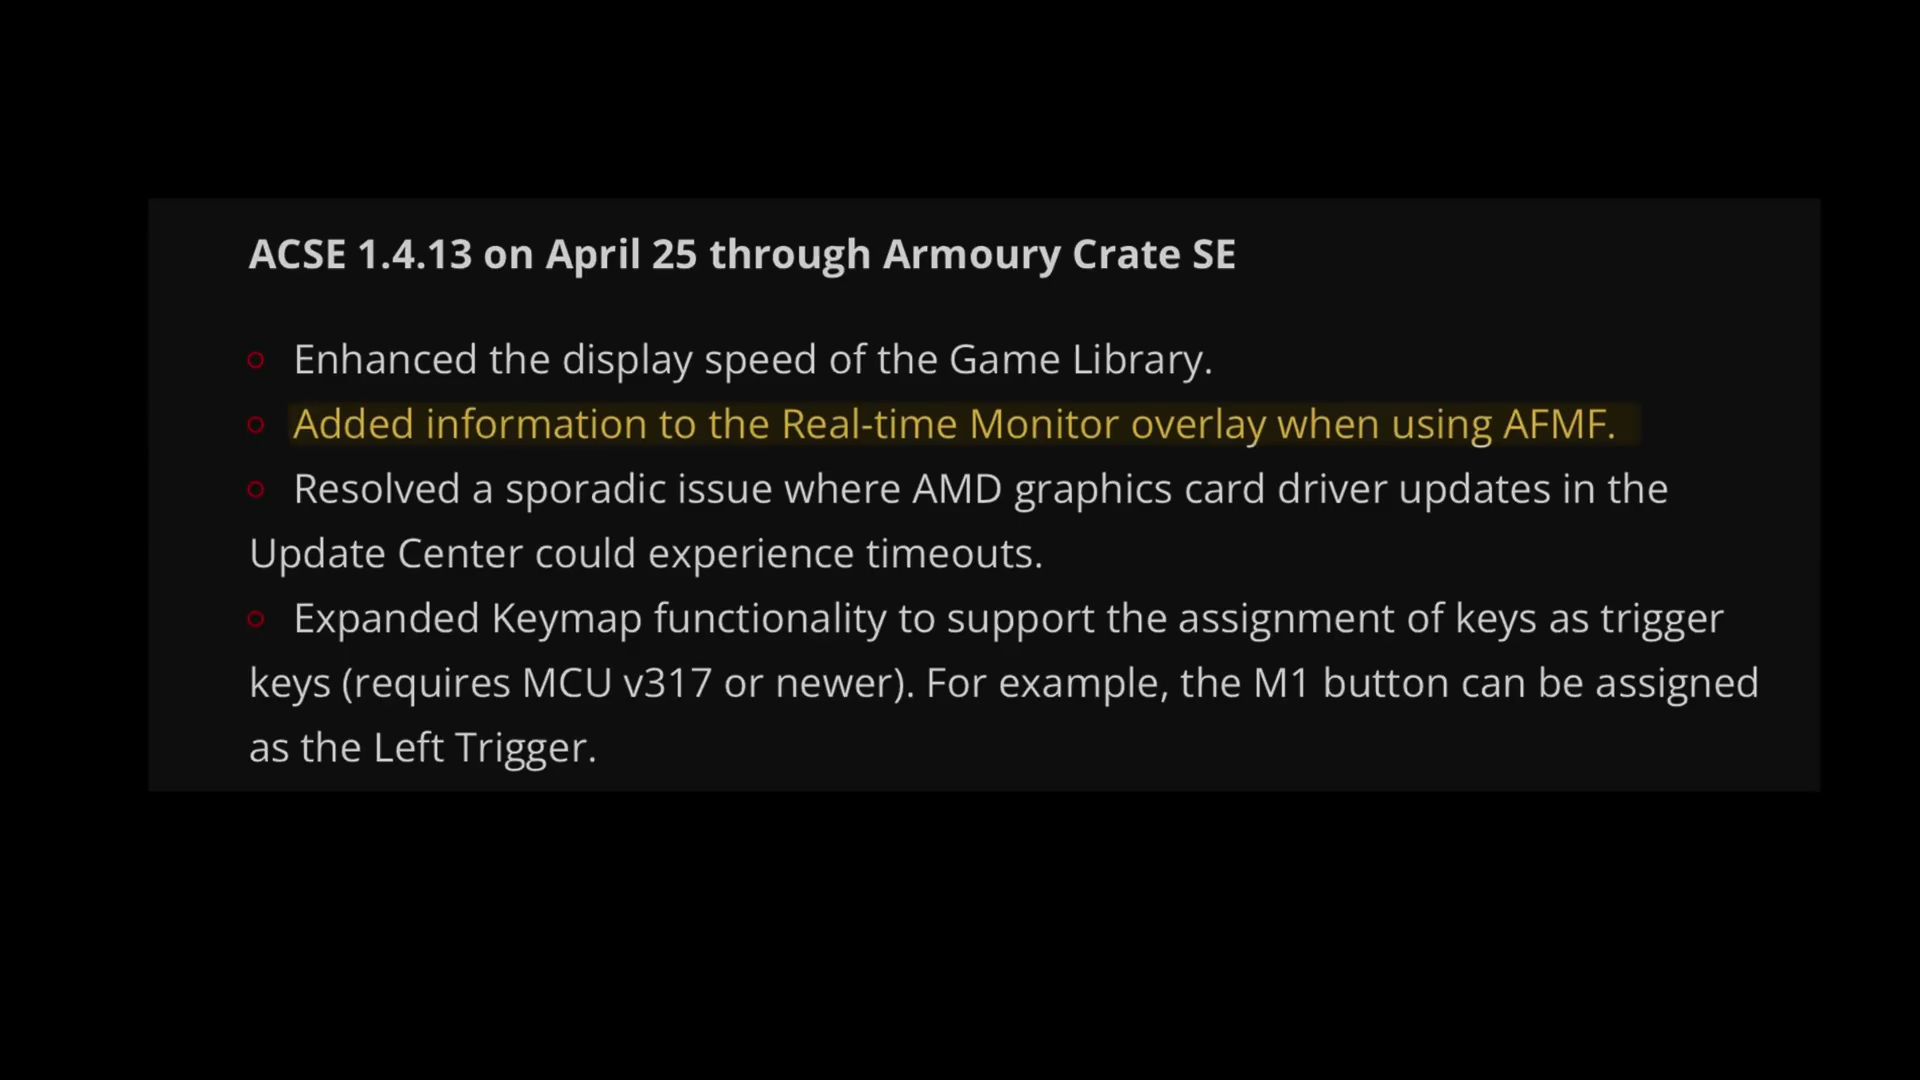 ACSE 1.4.13 on April 25 through Armoury Crate SE
Enhanced the display speed of the Game Library.
Added information to the Real-time Monitor overlay when using AFMF.
Resolved a sporadic issue where AMD graphics card driver updates in the
Update Center could experience timeouts.
Expanded Keymap functionality to support the assignment of keys as trigger
keys (requires MCU v317 or newer). For example, the M1 button can be assigned
as the Left Trigger.